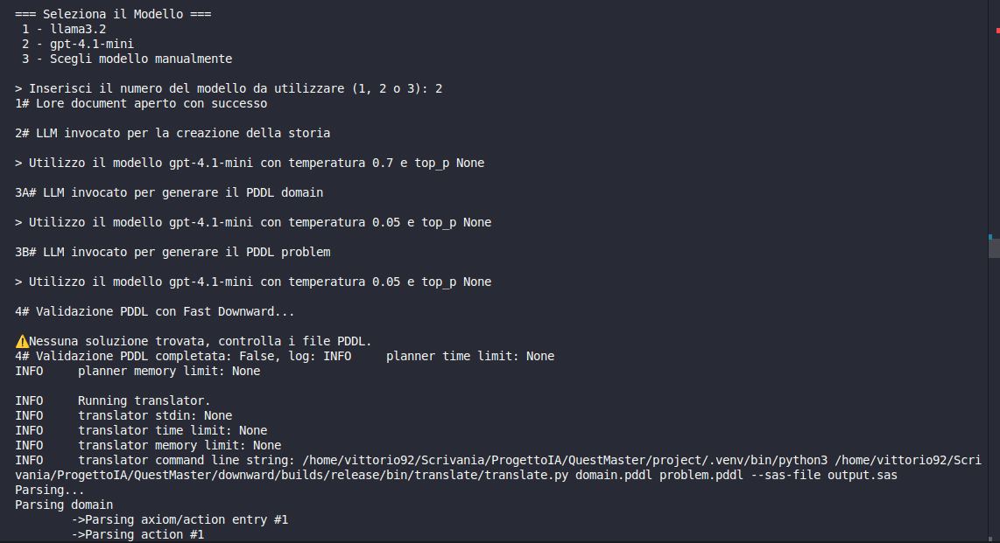 === Seleziona il Modello ===
1 - llama3.2
2 - gpt-4.1-mini
3 - Scegli modello manualmente
> Inserisci il numero del modello da utilizzare (1, 2 o 3): 2
1# Lore document aperto con successo
2# LLM invocato per la creazione della storia
> Utilizzo il modello gpt-4.1-mini con temperatura 0.7 e top_p None
3A# LLM invocato per generare il PDDL domain
> Utilizzo il modello gpt-4.1-mini con temperatura 0.05 e top_p None
3B# LLM invocato per generare il PDDL problem
> Utilizzo il modello gpt-4.1-mini con temperatura 0.05 e top_p None
4# Validazione PDDL con Fast Downward...
⚠️Nessuna soluzione trovata, controlla i file PDDL.
4# Validazione PDDL completata: False, log: INFO     planner time limit: None
INFO     planner memory limit: None
INFO     Running translator.
INFO     translator stdin: None
INFO     translator time limit: None
INFO     translator memory limit: None
INFO     translator command line string: /home/vittorio92/Scrivania/ProgettoIA/QuestMaster/project/.venv/bin/python3 /home/vittorio92/Scri
vania/ProgettoIA/QuestMaster/downward/builds/release/bin/translate/translate.py domain.pddl problem.pddl --sas-file output.sas
Parsing...
Parsing domain
->Parsing axiom/action entry #1
->Parsing action #1